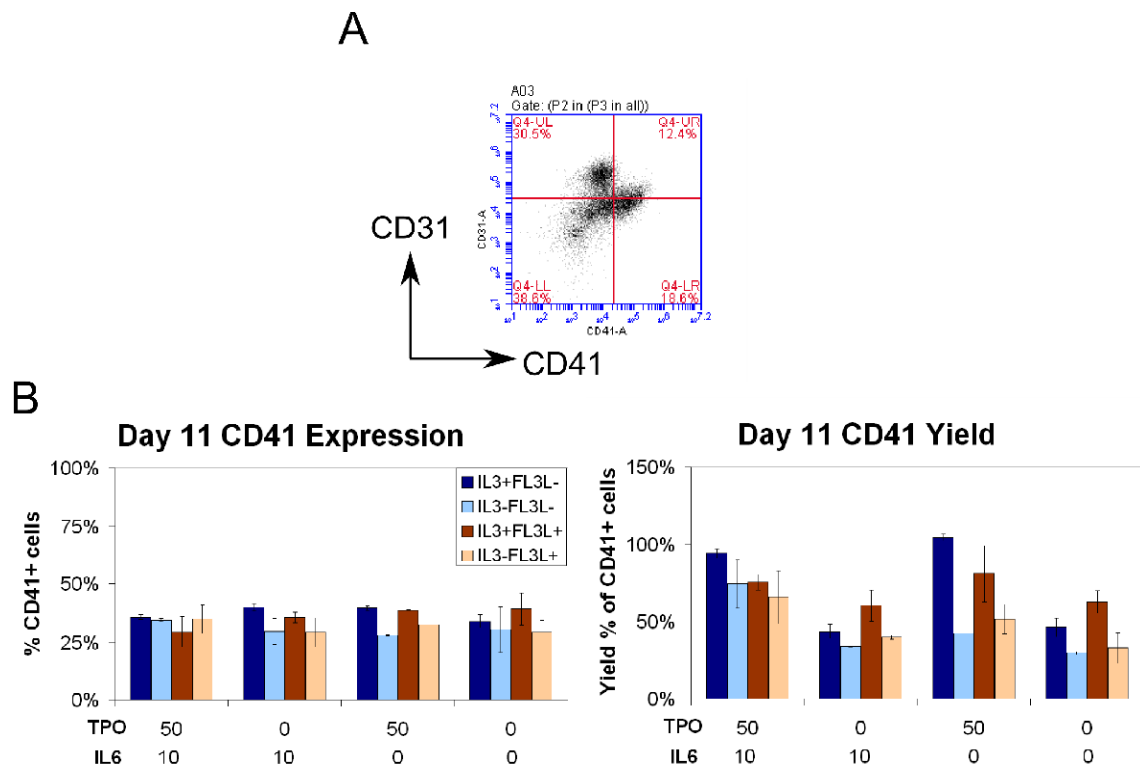 A
A03
Gate: (P2 in (P3 in all))
Q4-UL
30.5%
Q4-UR
12.4%
Q4-LL
38.6%
Q4-LR
18.6%
CD31-A
CD41-A
CD31
CD41
B
Day 11 CD41 Expression
% CD41+ cells
100%
75%
50%
25%
0%
IL3+FL3L-
IL3-FL3L-
IL3+FL3L+
IL3-FL3L+
TPO 50 0 50 0
IL6 10 10 0 0
Day 11 CD41 Yield
Yield % of CD41+ cells
150%
100%
50%
0%
TPO 50 0 50 0
IL6 10 10 0 0